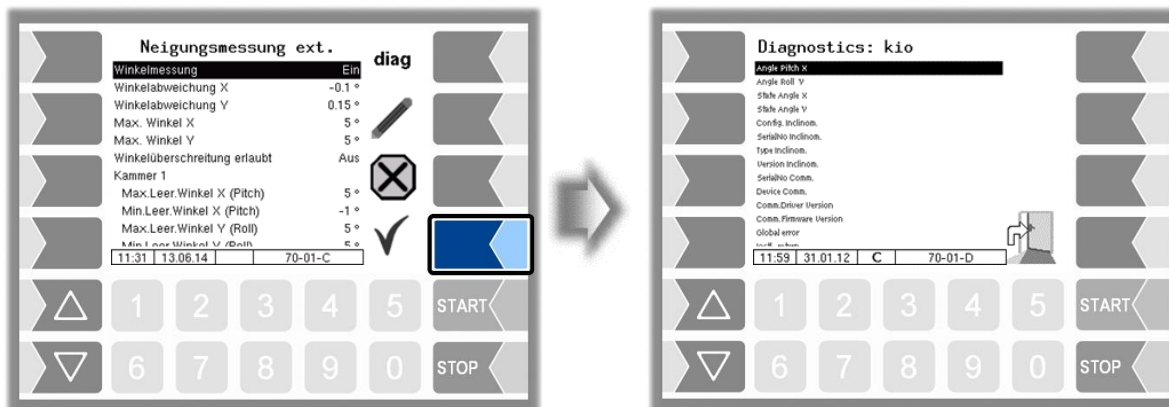 Neigungsmessung ext.
diag
Winkelmessung Ein
Winkelabweichung X -0.1 °
Winkelabweichung Y 0.15 °
Max. Winkel X 5 °
Max. Winkel Y 5 °
Winkelüberschreitung erlaubt Aus
Kammer 1
Max.Leer.Winkel X (Pitch) 5 °
Min.Leer.Winkel X (Pitch) -1 °
Max.Leer.Winkel Y (Roll) 5 °
Min.Leer.Winkel Y (Roll) 5 °
11:31 13.06.14 70-01-C
1 2 3 4 5 START
6 7 8 9 0 STOP
Diagnostics: kio
Angle Pitch X
Angle Roll Y
State Angle X
State Angle Y
Config. Inclinom.
SerialNo Inclinom.
Type Inclinom.
Version Inclinom.
SerialNo Comm.
Device Comm.
Comm.Driver Version
Comm.Firmware Version
Global error
11:59 31.01.12 C 70-01-D
1 2 3 4 5 START
6 7 8 9 0 STOP